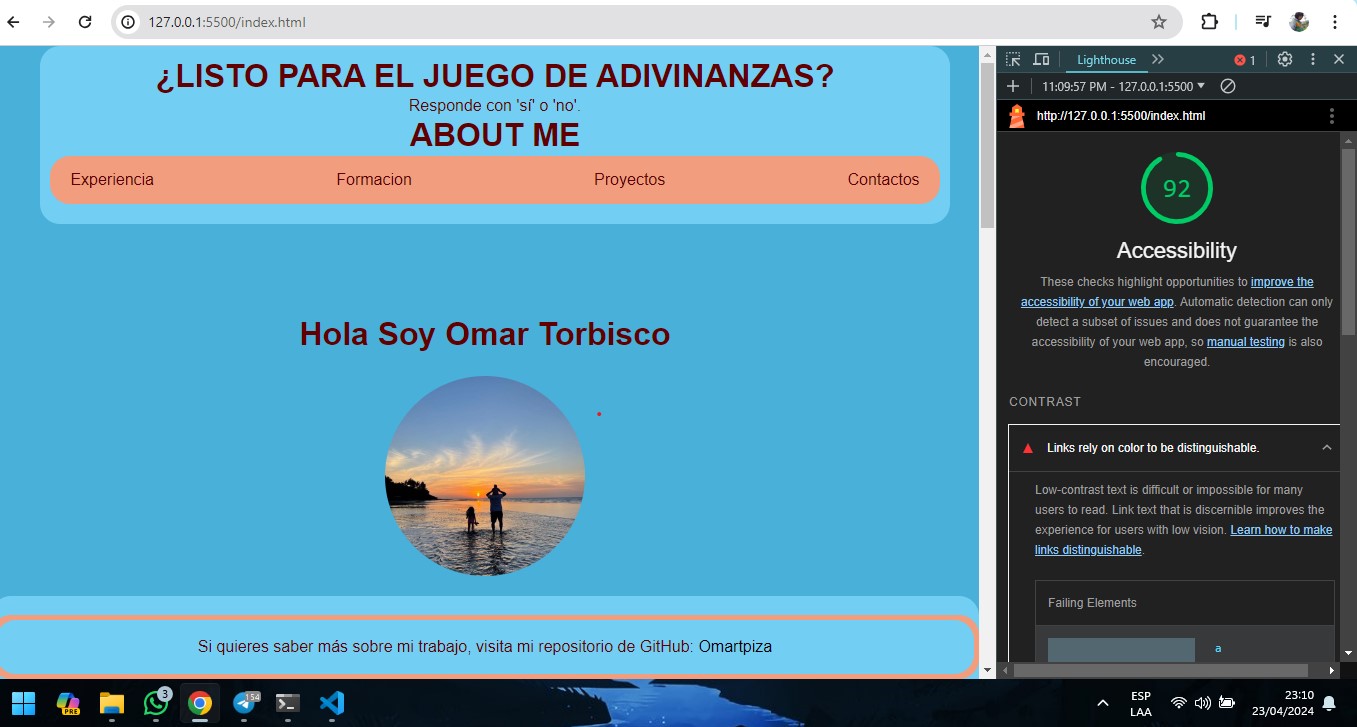 127.0.0.1:5500/index.html
¿LISTO PARA EL JUEGO DE ADIVINANZAS?
Responde con 'sí' o 'no'.
ABOUT ME
Experiencia Formacion Proyectos Contactos
Hola Soy Omar Torbisco
Si quieres saber más sobre mi trabajo, visita mi repositorio de GitHub: Omartpiza
Lighthouse 1
11:09:57 PM - 127.0.0.1:5500
http://127.0.0.1:5500/index.html
92
Accessibility
These checks highlight opportunities to improve the
accessibility of your web app. Automatic detection can only
detect a subset of issues and does not guarantee the
accessibility of your web app, so manual testing is also
encouraged.
CONTRAST
Links rely on color to be distinguishable.
Low-contrast text is difficult or impossible for many
users to read. Link text that is discernible improves the
experience for users with low vision. Learn how to make
links distinguishable.
Failing Elements
a
PRE
3
154
ESP
LAA
23:10
23/04/2024